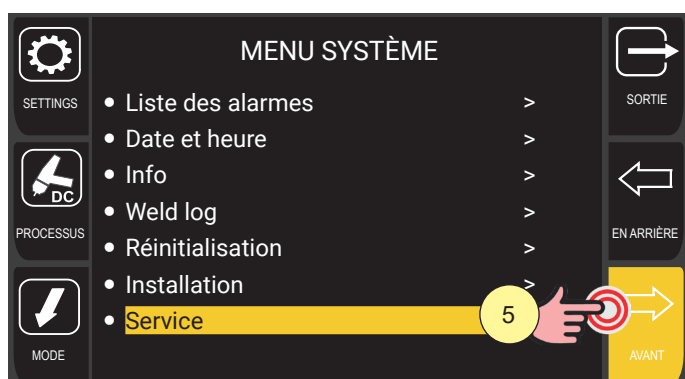 MENU SYSTÈME
SETTINGS
PROCESSUS
DC
MODE
Liste des alarmes >
Date et heure >
Info >
Weld log >
Réinitialisation >
Installation >
Service
5
SORTIE
EN ARRIÈRE
AVANT